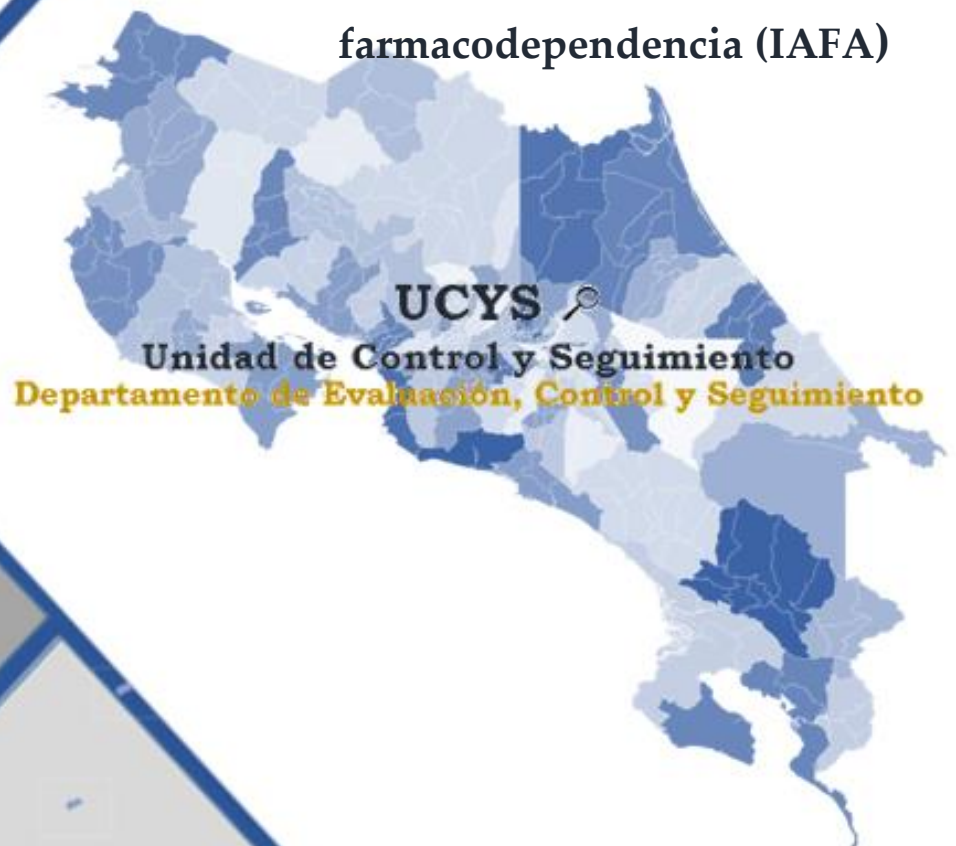 farmacodependencia (IAFA)
UCYS
Unidad de Control y Seguimiento
Departamento de Evaluación, Control y Seguimiento